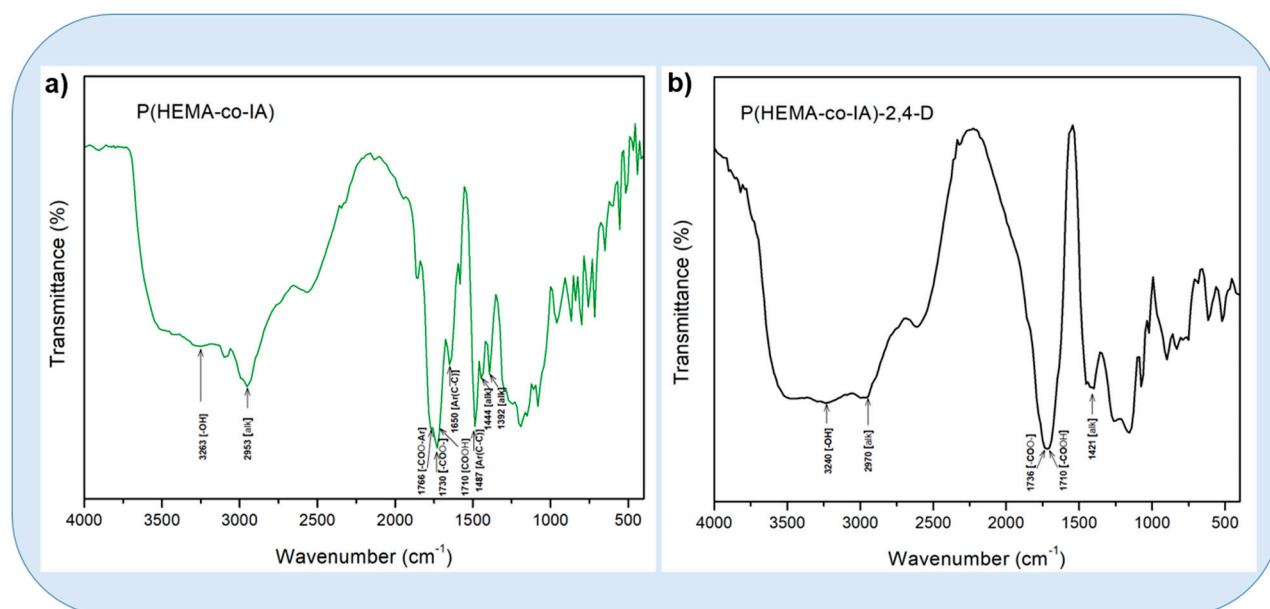 a)
P(HEMA-co-IA)
Transmittance (%)
3263 [-OH]
2953 [alk]
1766 [-COO-Ar]
1730 [-COO-]
1710 [COOH]
1650 [Ar(C-C)]
1487 [Ar(C-C)]
1444 [alk]
1392 [alk]
4000 3500 3000 2500 2000 1500 1000 500
Wavenumber (cm⁻¹)
b)
P(HEMA-co-IA)-2,4-D
Transmittance (%)
3240 [-OH]
2970 [alk]
1736 [-COO-]
1710 [-COOH]
1421 [alk]
4000 3500 3000 2500 2000 1500 1000 500
Wavenumber (cm⁻¹)